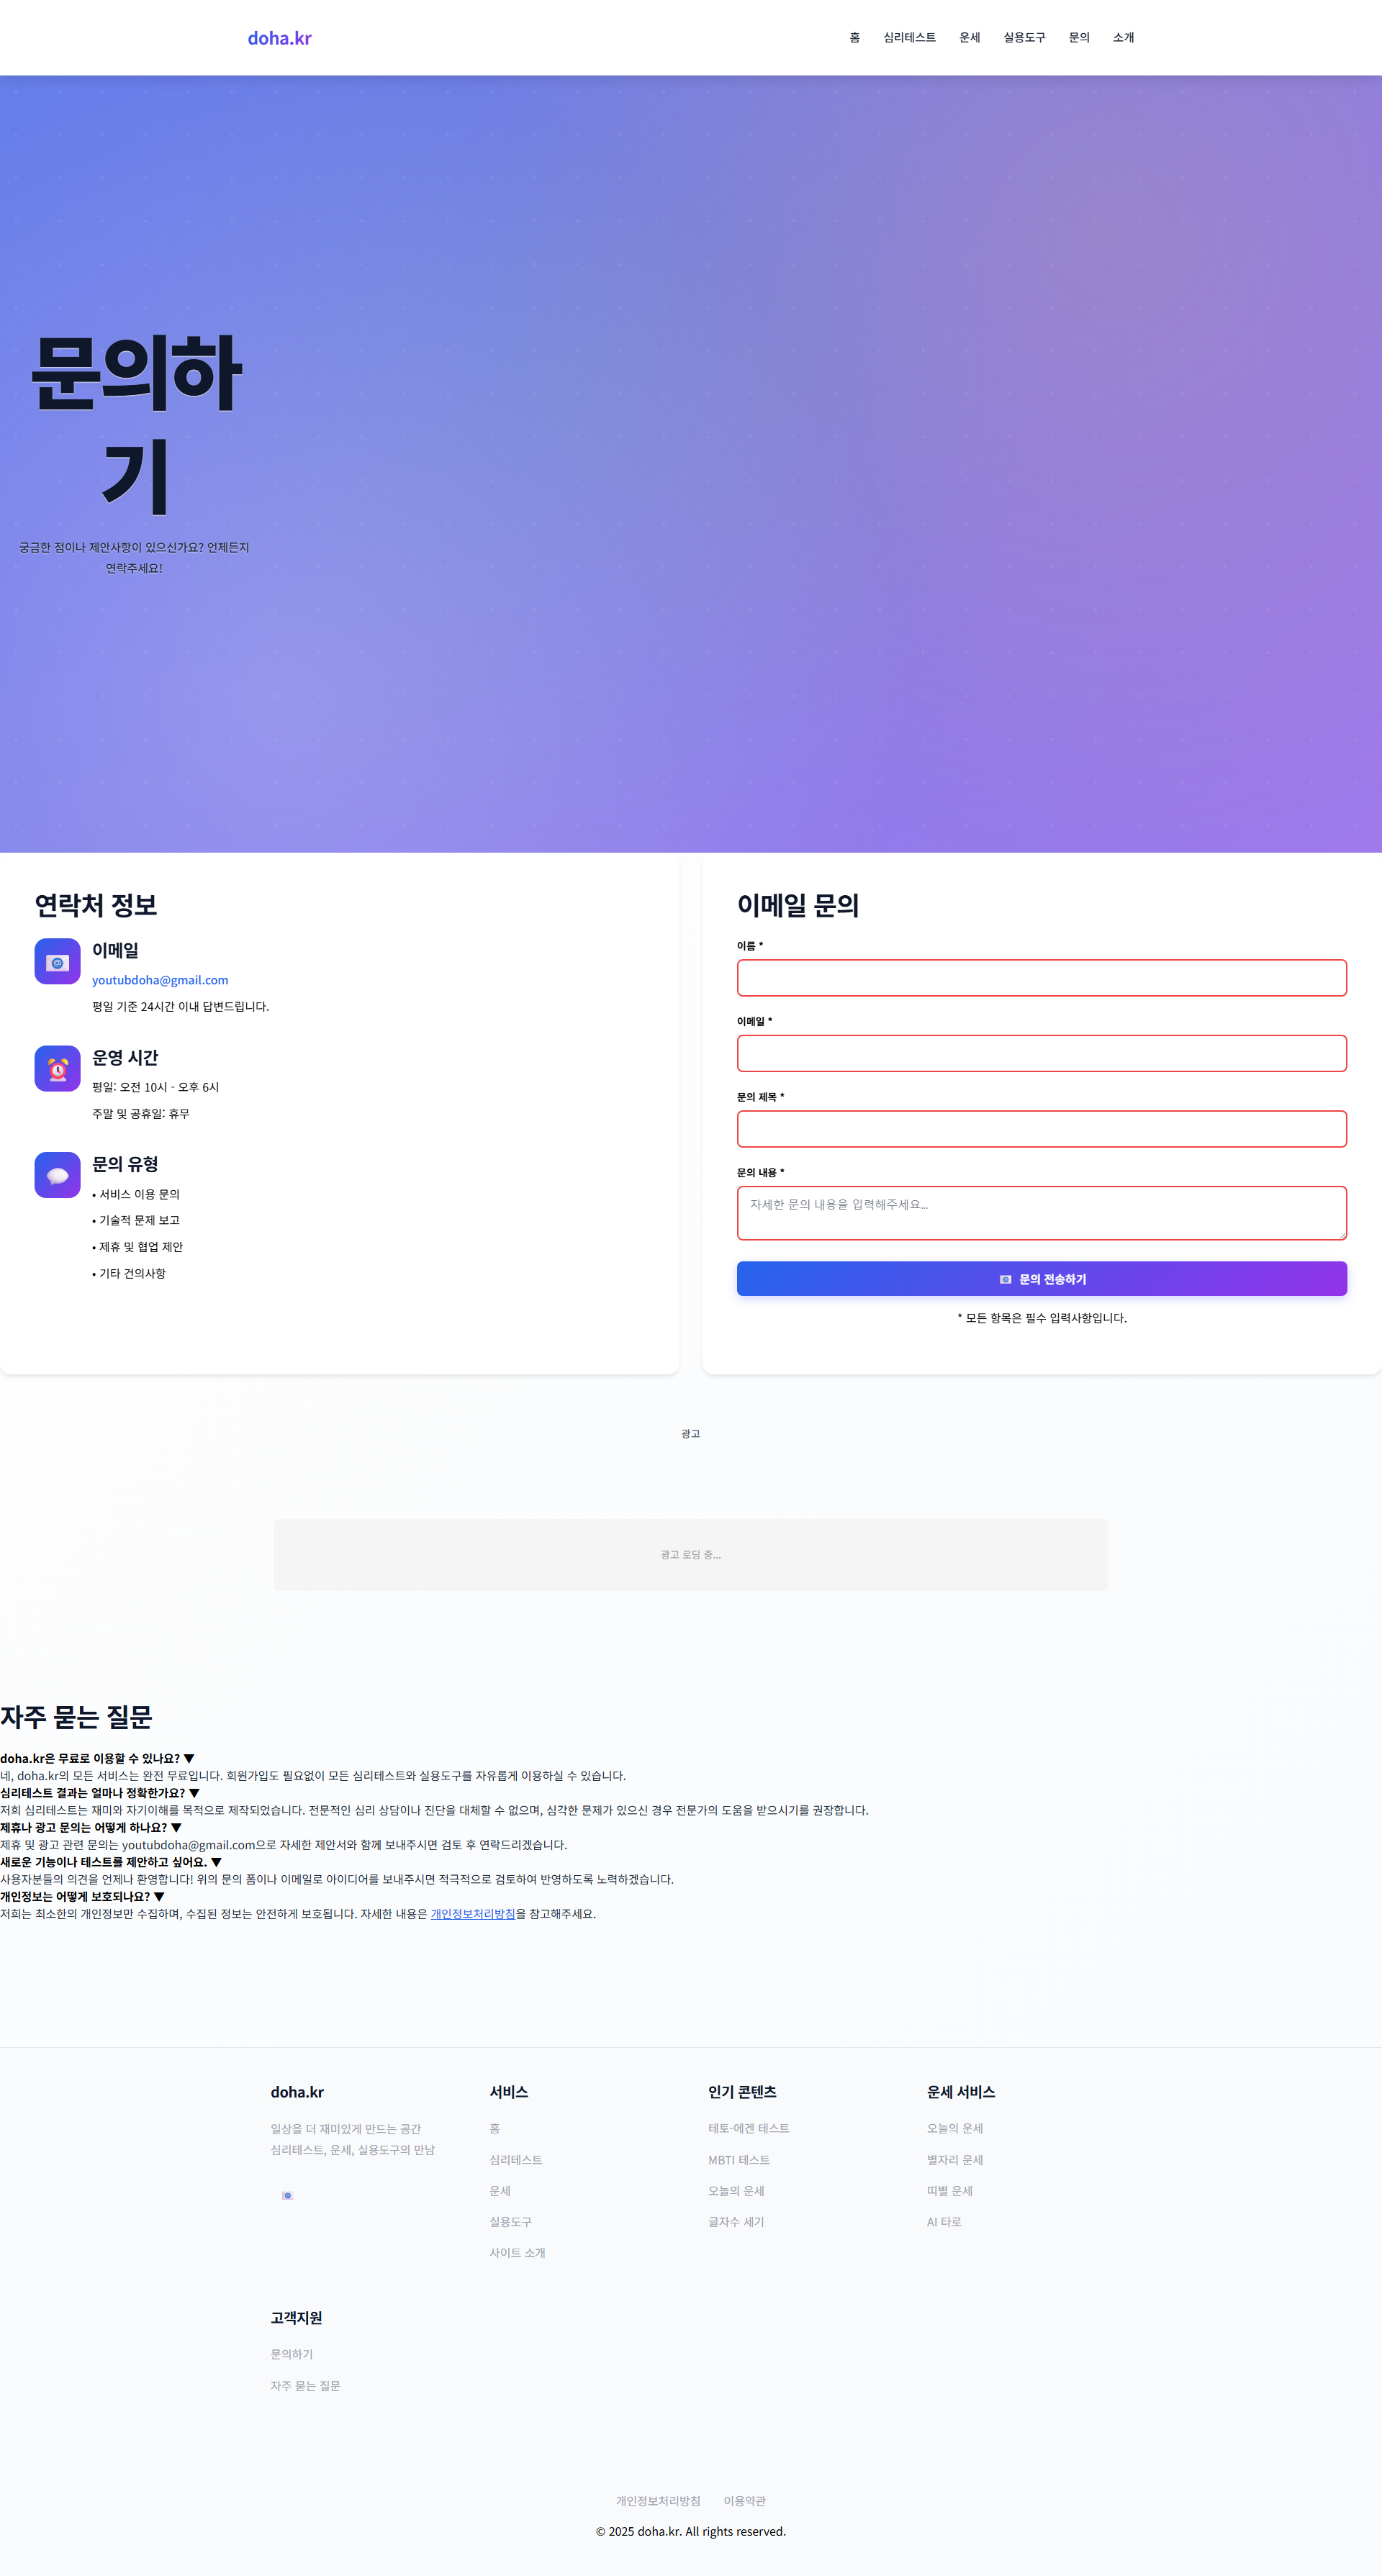 doha.kr
홈 심리테스트 운세 실용도구 문의 소개
문의하
기
궁금한 점이나 제안사항이 있으신가요? 언제든지
연락주세요!
연락처 정보
이메일
youtubdoha@gmail.com
평일 기준 24시간 이내 답변드립니다.
운영 시간
평일: 오전 10시 - 오후 6시
주말 및 공휴일: 휴무
문의 유형
• 서비스 이용 문의
• 기술적 문제 보고
• 제휴 및 협업 제안
• 기타 건의사항
이메일 문의
이름 *
이메일 *
문의 제목 *
문의 내용 *
자세한 문의 내용을 입력해주세요...
문의 전송하기
* 모든 항목은 필수 입력사항입니다.
광고
광고 로딩 중...
자주 묻는 질문
doha.kr은 무료로 이용할 수 있나요? ▼
네, doha.kr의 모든 서비스는 완전 무료입니다. 회원가입도 필요없이 모든 심리테스트와 실용도구를 자유롭게 이용하실 수 있습니다.
심리테스트 결과는 얼마나 정확한가요? ▼
저희 심리테스트는 재미와 자기이해를 목적으로 제작되었습니다. 전문적인 심리 상담이나 진단을 대체할 수 없으며, 심각한 문제가 있으신 경우 전문가의 도움을 받으시기를 권장합니다.
제휴나 광고 문의는 어떻게 하나요? ▼
제휴 및 광고 관련 문의는 youtubdoha@gmail.com으로 자세한 제안서와 함께 보내주시면 검토 후 연락드리겠습니다.
새로운 기능이나 테스트를 제안하고 싶어요. ▼
사용자분들의 의견을 언제나 환영합니다! 위의 문의 폼이나 이메일로 아이디어를 보내주시면 적극적으로 검토하여 반영하도록 노력하겠습니다.
개인정보는 어떻게 보호되나요? ▼
저희는 최소한의 개인정보만 수집하며, 수집된 정보는 안전하게 보호됩니다. 자세한 내용은 개인정보처리방침을 참고해주세요.
doha.kr
일상을 더 재미있게 만드는 공간
심리테스트, 운세, 실용도구의 만남
서비스
홈
심리테스트
운세
실용도구
사이트 소개
인기 콘텐츠
테토-에겐 테스트
MBTI 테스트
오늘의 운세
글자수 세기
운세 서비스
오늘의 운세
별자리 운세
띠별 운세
AI 타로
고객지원
문의하기
자주 묻는 질문
개인정보처리방침 이용약관
© 2025 doha.kr. All rights reserved.